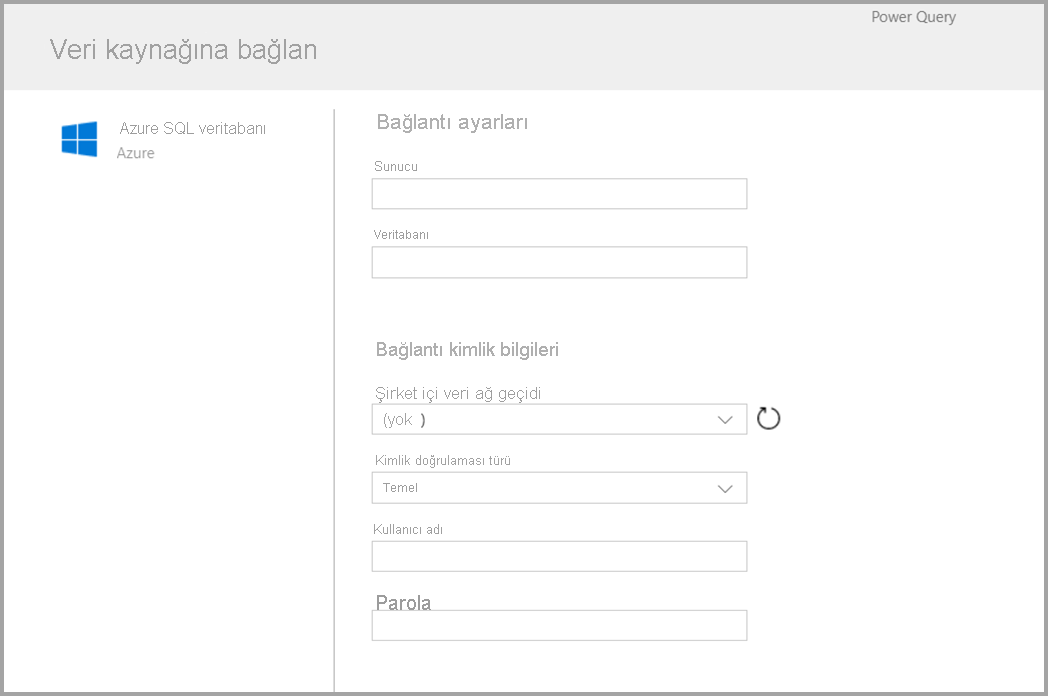 Power Query
Veri kaynağına bağlan
Azure SQL veritabanı
Azure
Bağlantı ayarları
Sunucu
Veritabanı
Bağlantı kimlik bilgileri
Şirket içi veri ağ geçidi
(yok )
Kimlik doğrulaması türü
Temel
Kullanıcı adı
Parola